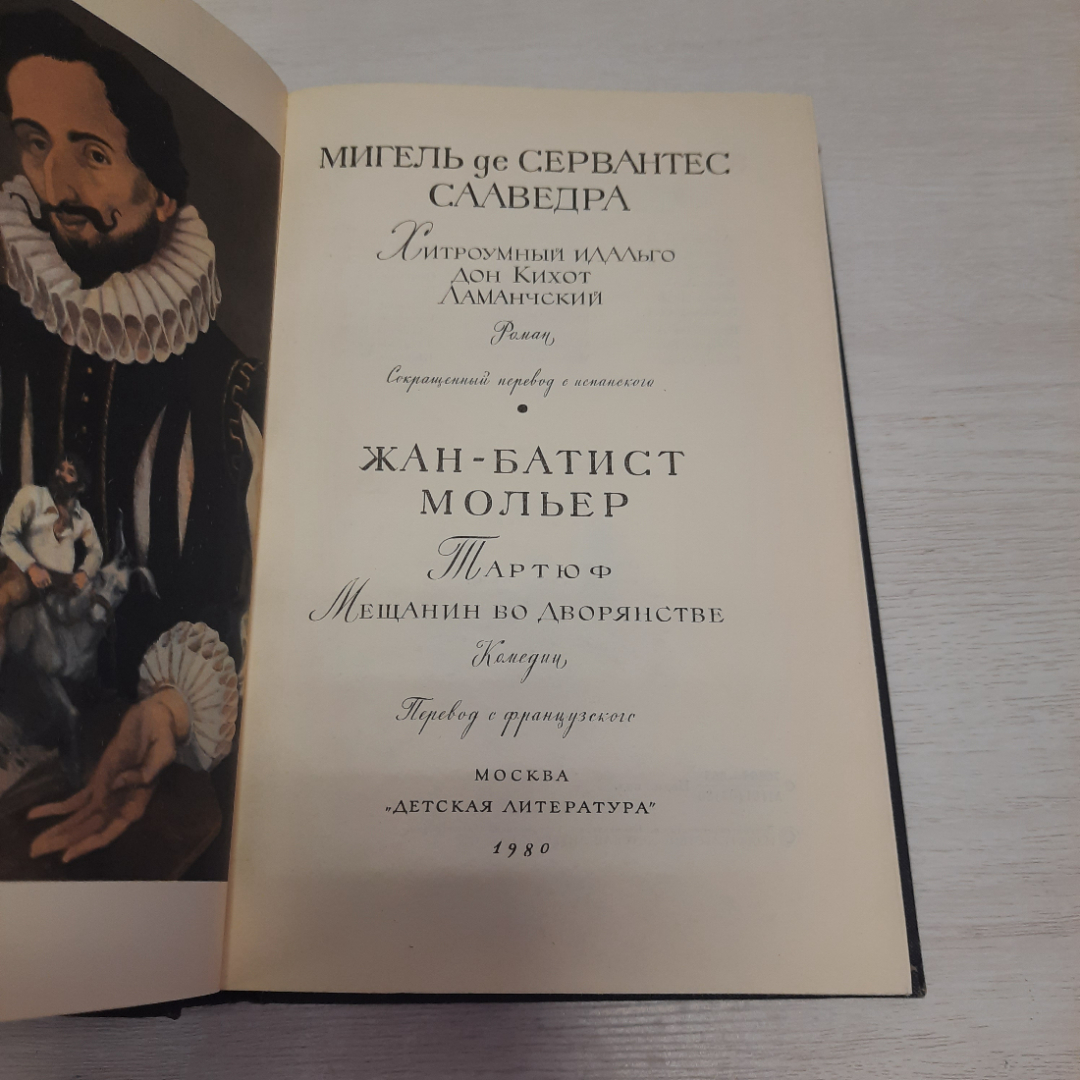 МИГЕЛЬ де СЕРВАНТЕС
СААВЕДРА
ХИТРОУМНЫЙ ИДАЛЬГО
ДОН КИХОТ
ЛАМАНЧСКИЙ
Роман
Сокращенный перевод с испанского
•
ЖАН-БАТИСТ
МОЛЬЕР
ТАРТЮФ
МЕЩАНИН ВО ДВОРЯНСТВЕ
Комедии
Перевод с французского
МОСКВА
„ДЕТСКАЯ ЛИТЕРАТУРА"
1980